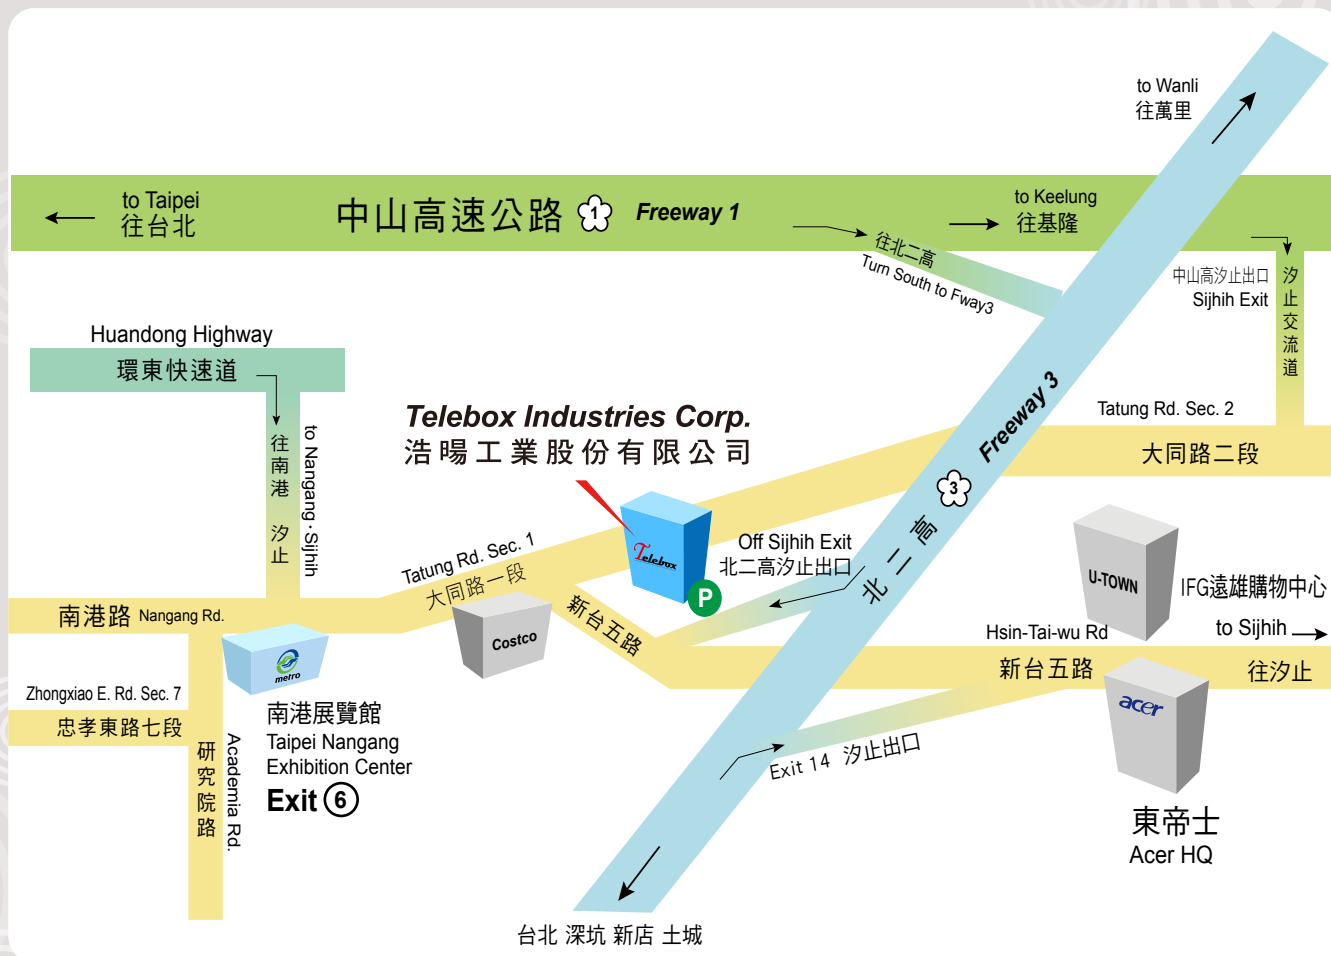 to Wanli
往萬里
to Taipei
往台北
中山高速公路 1 Freeway 1
to Keelung
往基隆
往北二高
Turn South to Fway3
中山高汐止出口
Sijhih Exit
汐止交流道
Huandong Highway
環東快速道
往南港 汐止
to Nangang · Sijhih
Telebox Industries Corp.
浩暘工業股份有限公司
Freeway 3
3
北二高
Tatung Rd. Sec. 2
大同路二段
Telebox
P
Off Sijhih Exit
北二高汐止出口
Tatung Rd. Sec. 1
大同路一段
新台五路
Costco
U-TOWN
IFG遠雄購物中心
南港路 Nangang Rd.
metro
Hsin-Tai-wu Rd
新台五路
to Sijhih
往汐止
Zhongxiao E. Rd. Sec. 7
忠孝東路七段
研究院路
Academia Rd.
南港展覽館
Taipei Nangang
Exhibition Center
Exit 6
Exit 14 汐止出口
acer
東帝士
Acer HQ
台北 深坑 新店 土城